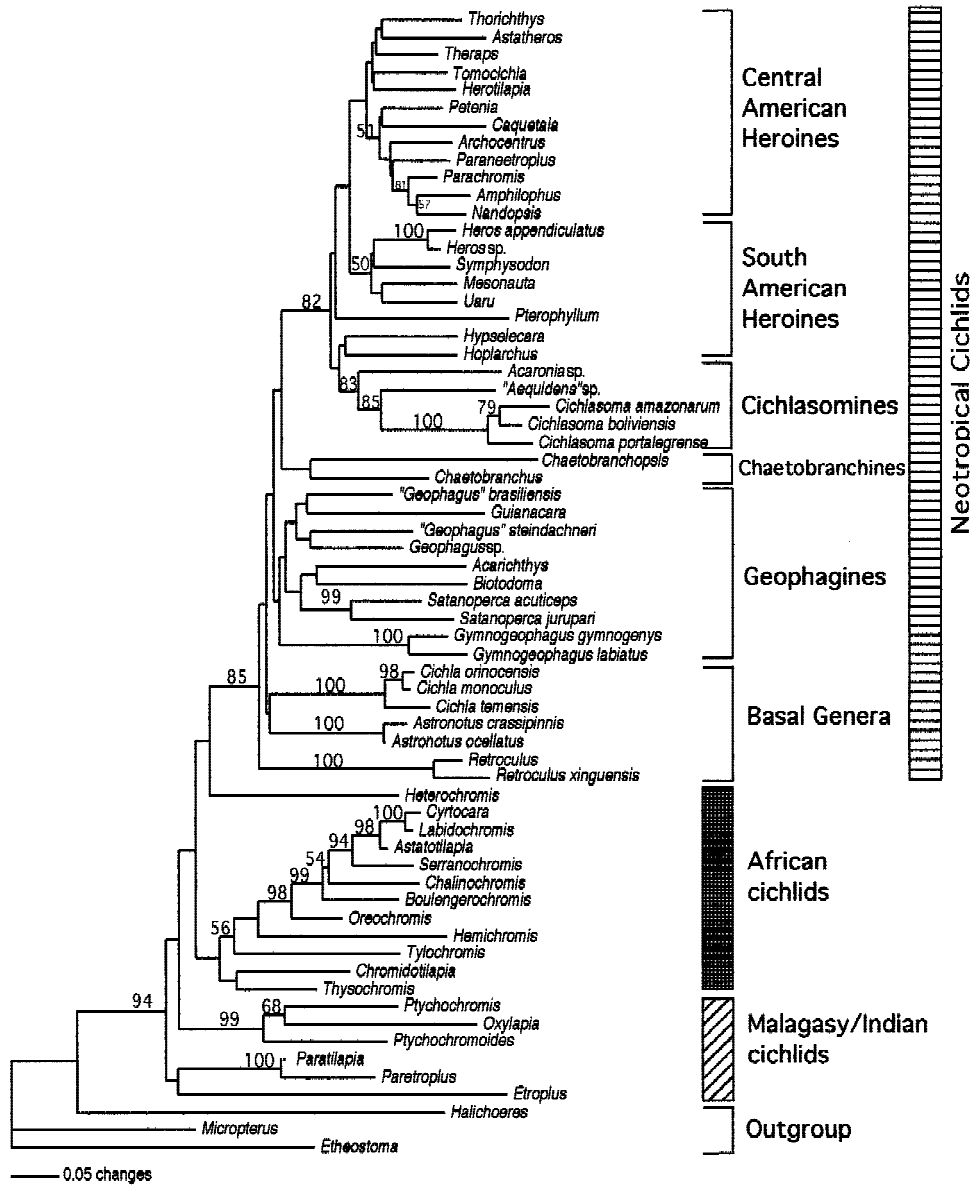 Thorichthys
Astatheros
Theraps
Tomocichla
Herotilapia
Petenia
51
Caquetaia
Archocentrus
Paraneetroplus
Parachromis
81
Amphilophus
57
Nandopsis
Central
American
Heroines
100
Heros appendiculatus
Heros sp.
50
Symphysodon
Mesonauta
Uaru
82
Pterophyllum
Hypselecara
Hoplarchus
South
American
Heroines
Acaronia sp.
83
"Aequidens" sp.
85
79
Cichlasoma amazonarum
100
Cichlasoma boliviensis
Cichlasoma portalegrense
Cichlasomines
Chaetobranchopsis
Chaetobranchus
Chaetobranchines
"Geophagus" brasiliensis
Guianacara
"Geophagus" steindachneri
Geophagus sp.
Acarichthys
Biotodoma
99
Satanoperca acuticeps
Satanoperca jurupari
100
Gymnogeophagus gymnogenys
Gymnogeophagus labiatus
Geophagines
85
98
Cichla orinocensis
100
Cichla monoculus
Cichla temensis
100
Astronotus crassipinnis
Astronotus ocellatus
100
Retroculus
Retroculus xinguensis
Basal Genera
Neotropical Cichlids
Heterochromis
100
Cyrtocara
98
Labidochromis
94
Astatotilapia
54
Serranochromis
99
Chalinochromis
98
Boulengerochromis
Oreochromis
56
Hemichromis
Tylochromis
Chromidotilapia
Thysochromis
African
cichlids
94
68
Ptychochromis
99
Oxylapia
Ptychochromoides
100
Paratilapia
Paretroplus
Etroplus
Malagasy/Indian
cichlids
Halichoeres
Micropterus
Etheostoma
Outgroup
0.05 changes